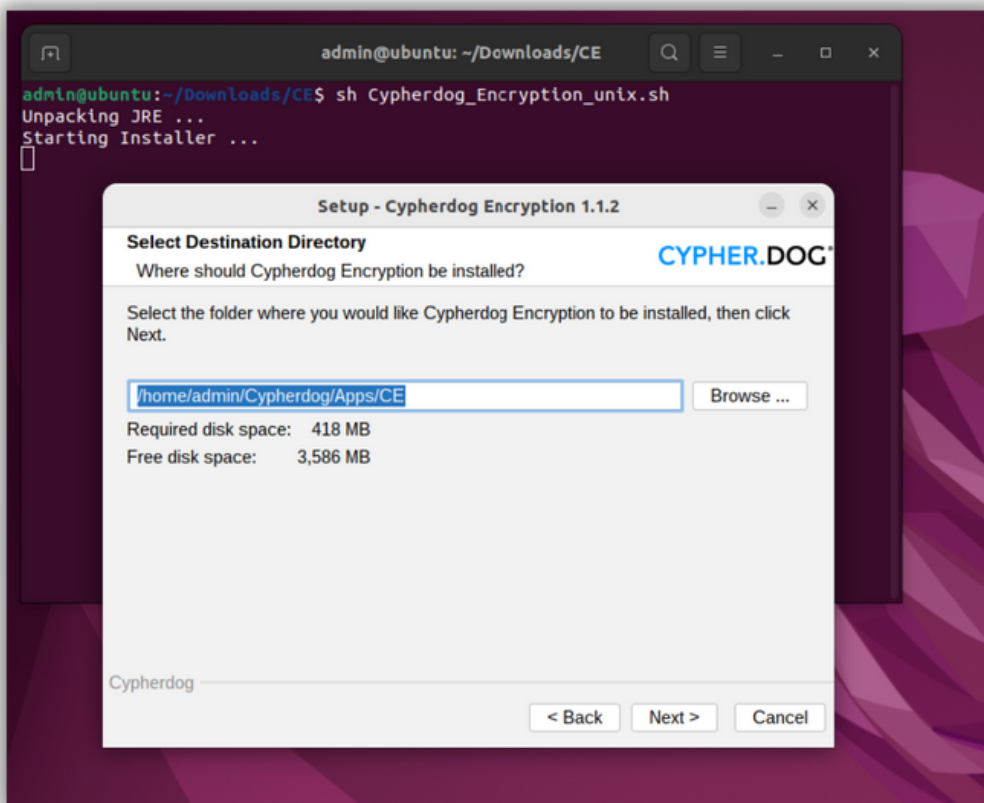 admin@ubuntu: ~/Downloads/CE
admin@ubuntu:~/Downloads/CE$ sh Cypherdog_Encryption_unix.sh
Unpacking JRE ...
Starting Installer ...
Setup - Cypherdog Encryption 1.1.2
Select Destination Directory
Where should Cypherdog Encryption be installed?
CYPHER.DOG
Select the folder where you would like Cypherdog Encryption to be installed, then click
Next.
/home/admin/Cypherdog/Apps/CE
Browse ...
Required disk space: 418 MB
Free disk space: 3,586 MB
Cypherdog
< Back
Next >
Cancel